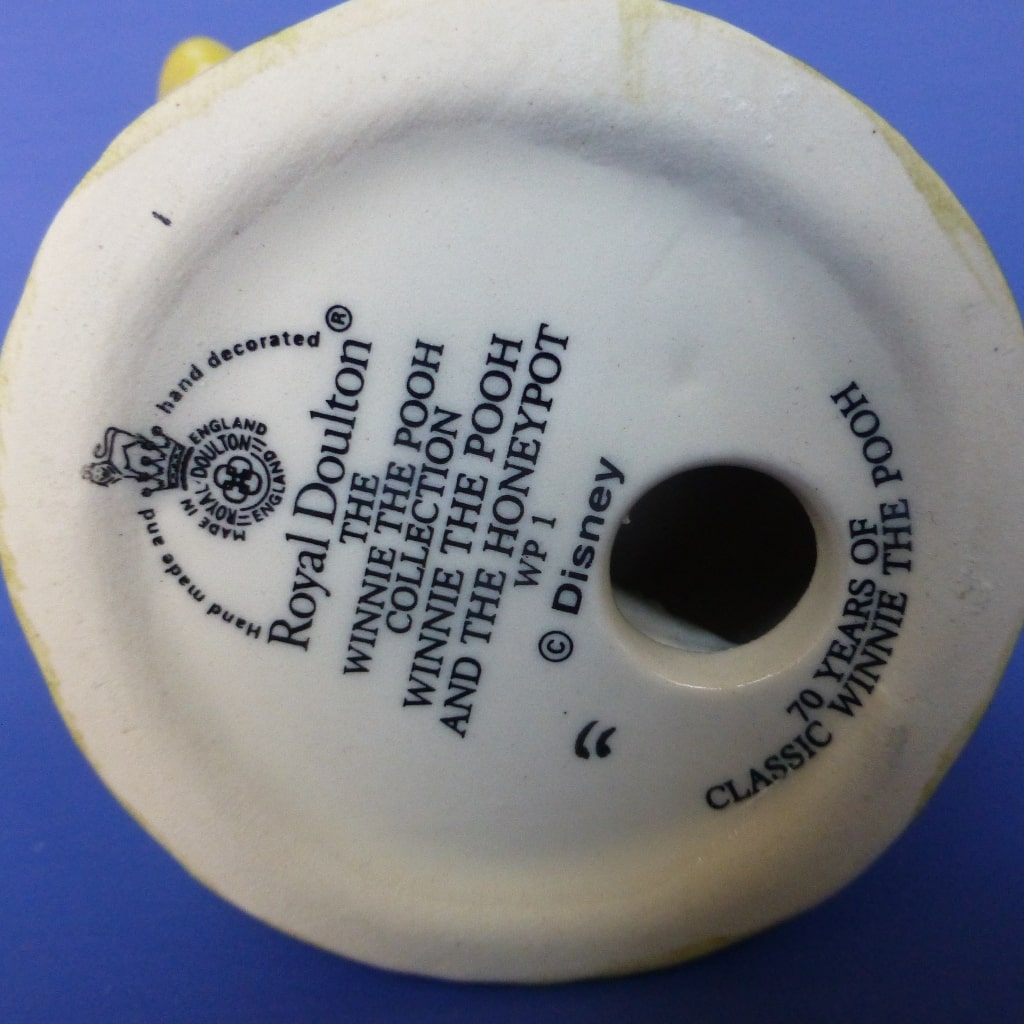 Hand made and hand decorated
MADE IN ENGLAND
ROYAL DOULTON
ENGLAND
Royal Doulton®
THE
WINNIE THE POOH
COLLECTION
WINNIE THE POOH
AND THE HONEYPOT
WP 1
© Disney
70 YEARS OF
CLASSIC WINNIE THE POOH